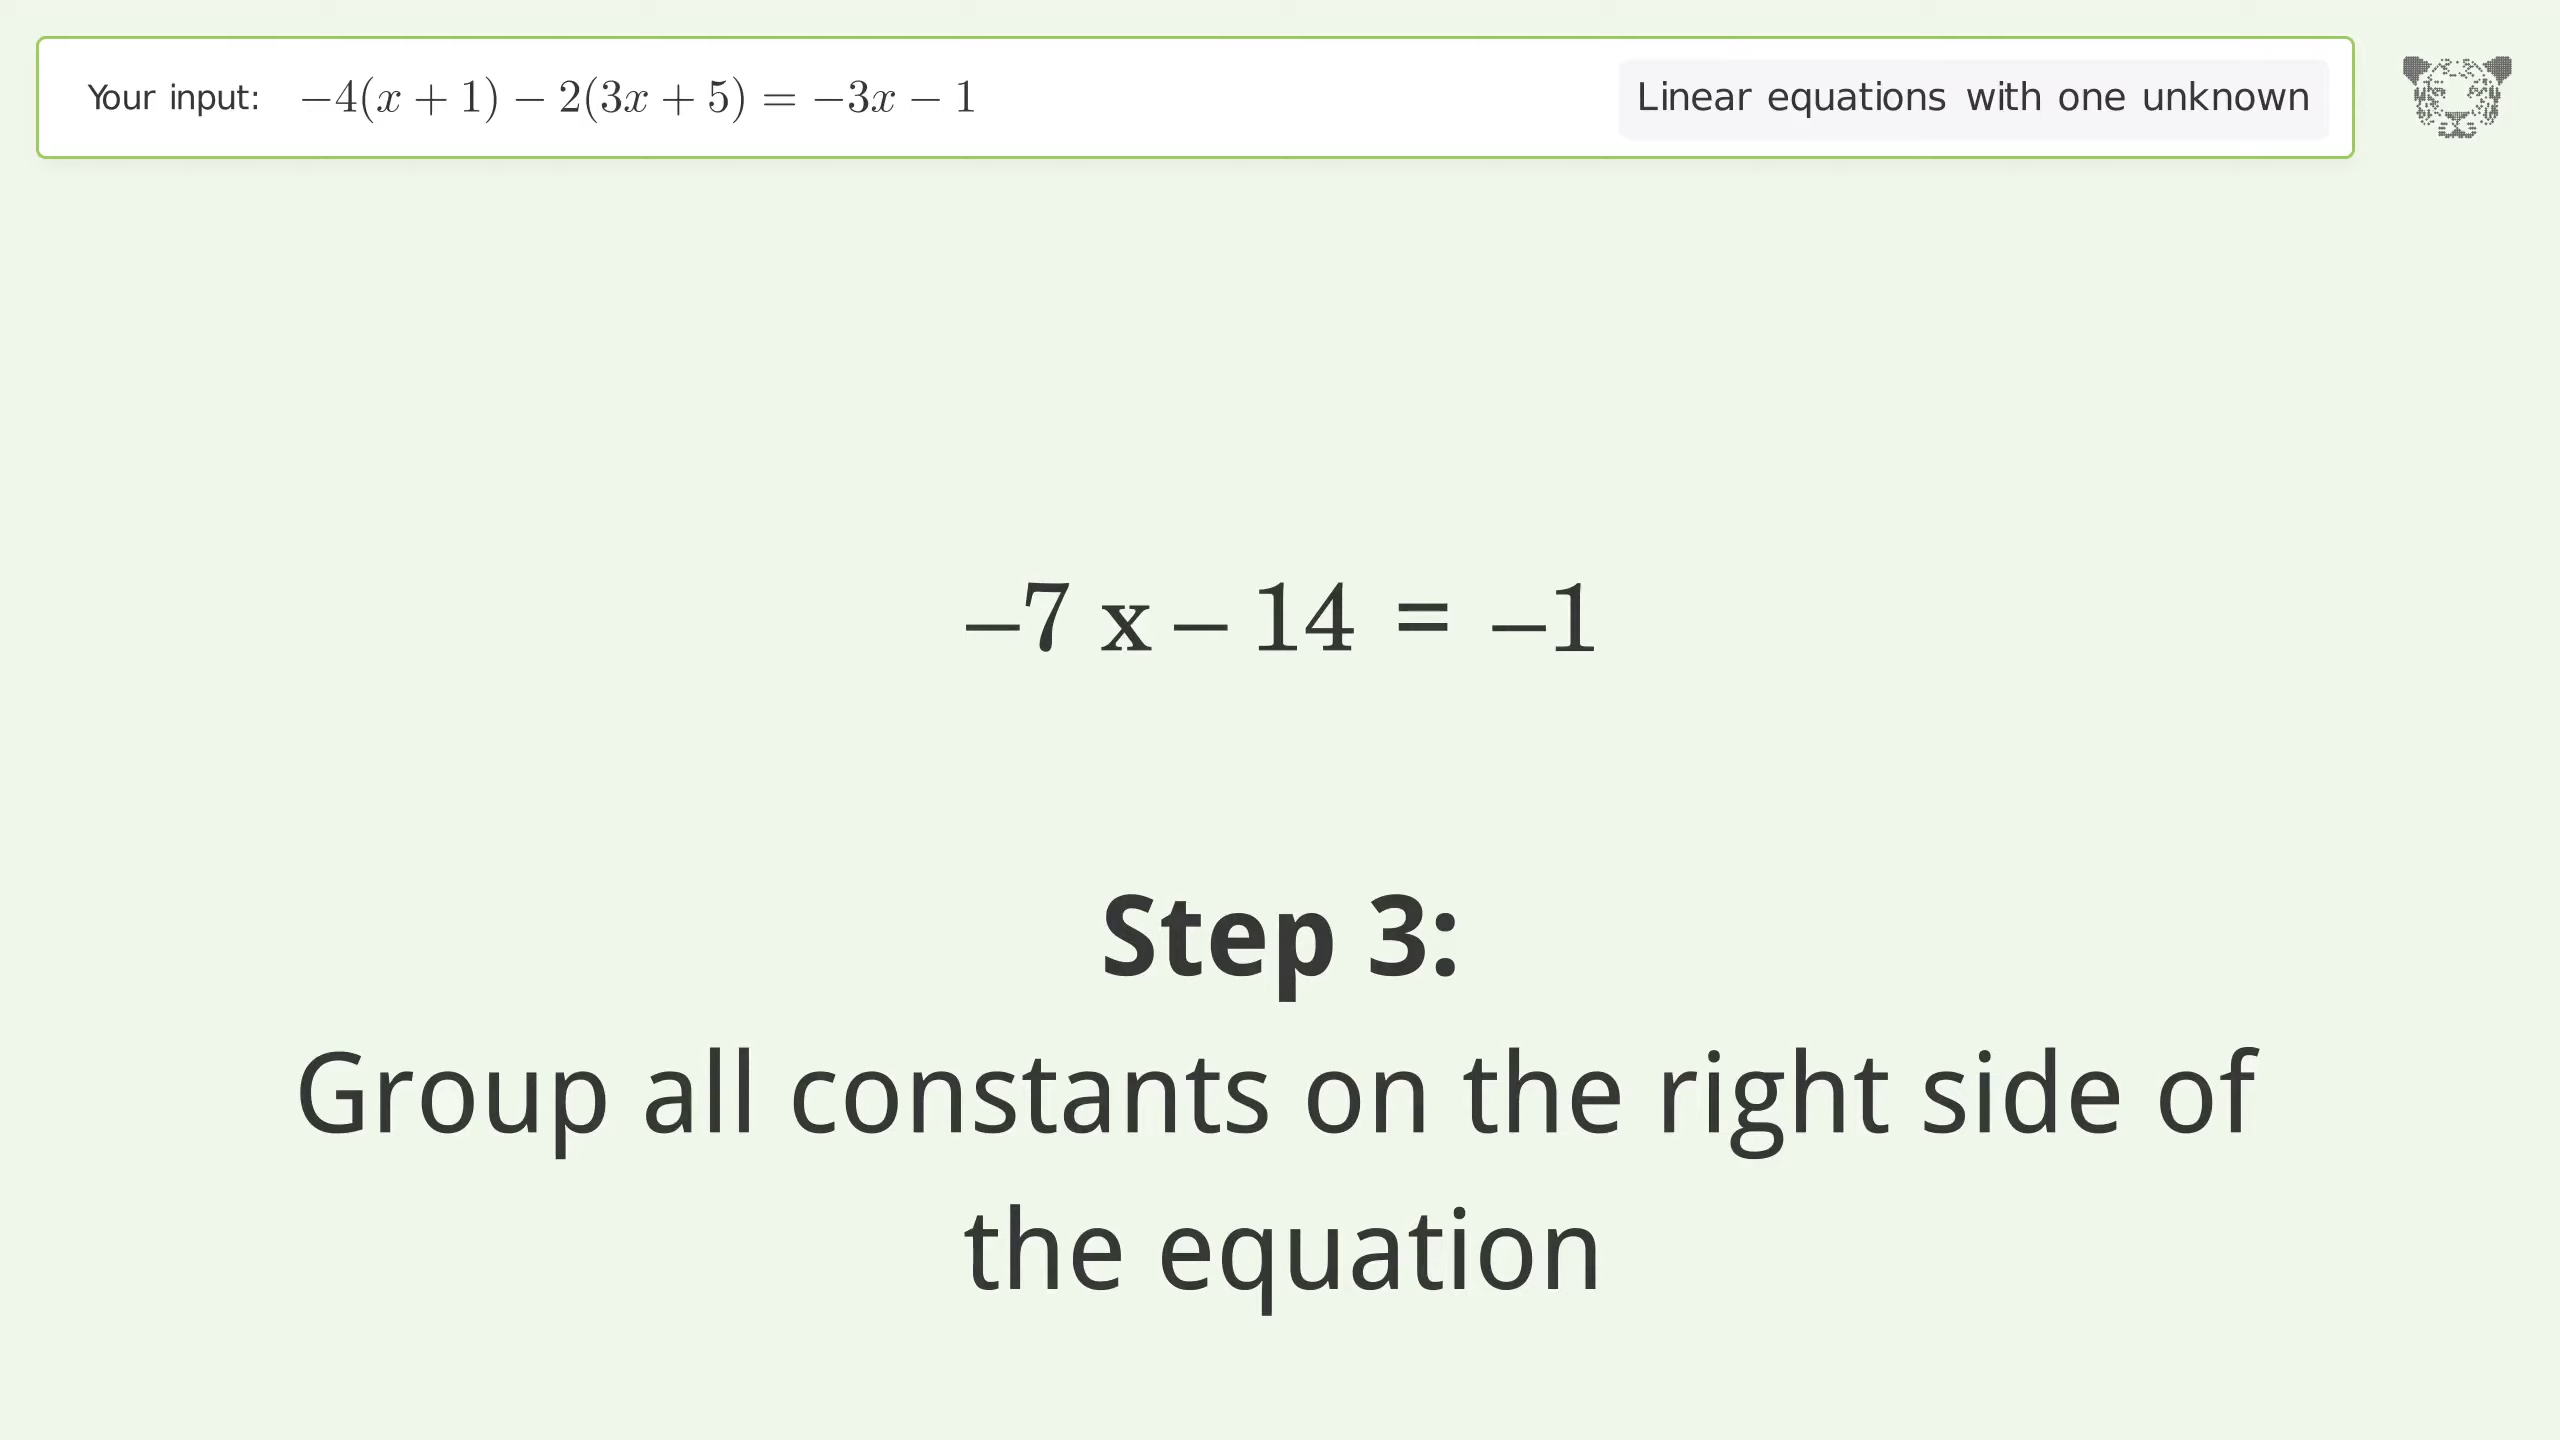 Your input: −4(x + 1) − 2(3x + 5) = −3x − 1
Linear equations with one unknown
−7 x − 14 = −1
Step 3:
Group all constants on the right side of
the equation